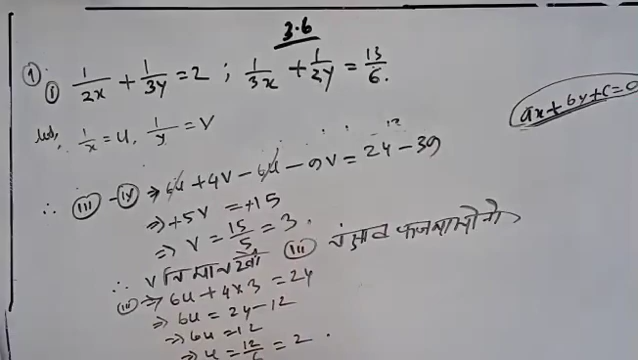 3.6
① (i) 1/2x + 1/3y = 2 ; 1/3x + 1/2y = 13/6.
let, 1/x = u, 1/y = v
ax+by+c=0
∴ (iii) - (iv) ⇒ 6u + 4v - 6u - 9v = 24 - 39
⇒ +5v = +15
⇒ v = 15/5 = 3.
∴ v (iii)
(iii) ⇒ 6u + 4×3 = 24
⇒ 6u = 24-12
⇒ 6u = 12
⇒ u = 12/6 = 2.